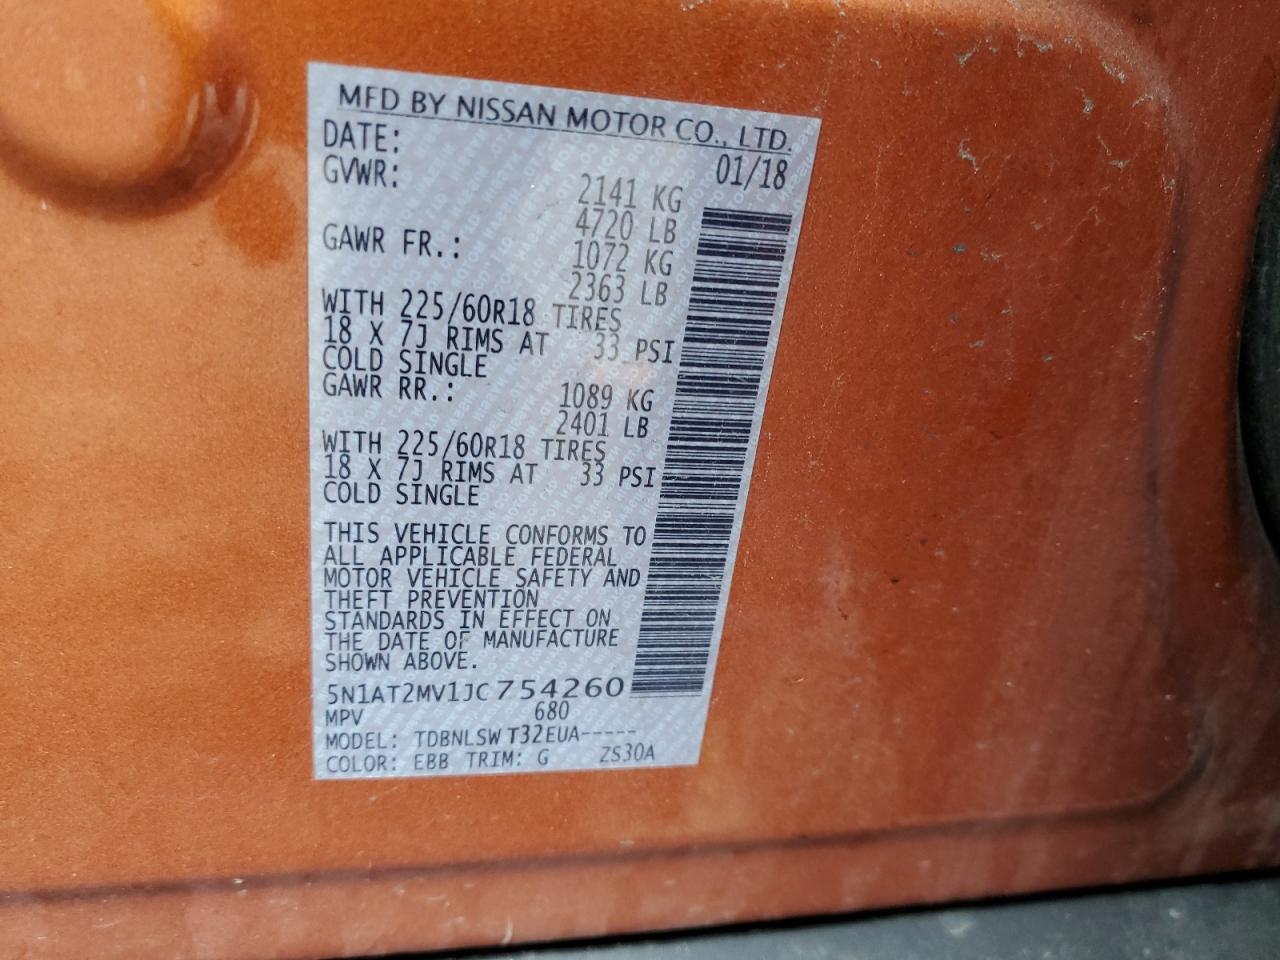 MFD BY NISSAN MOTOR CO., LTD.
DATE: 01/18
GVWR: 2141 KG
4720 LB
GAWR FR.: 1072 KG
2363 LB
WITH 225/60R18 TIRES
18 X 7J RIMS AT 33 PSI
COLD SINGLE
GAWR RR.: 1089 KG
2401 LB
WITH 225/60R18 TIRES
18 X 7J RIMS AT 33 PSI
COLD SINGLE
THIS VEHICLE CONFORMS TO
ALL APPLICABLE FEDERAL
MOTOR VEHICLE SAFETY AND
THEFT PREVENTION
STANDARDS IN EFFECT ON
THE DATE OF MANUFACTURE
SHOWN ABOVE.
5N1AT2MV1JC754260
MPV 680
MODEL: TDBNLSW T32EUA-----
COLOR: EBB TRIM: G ZS30A